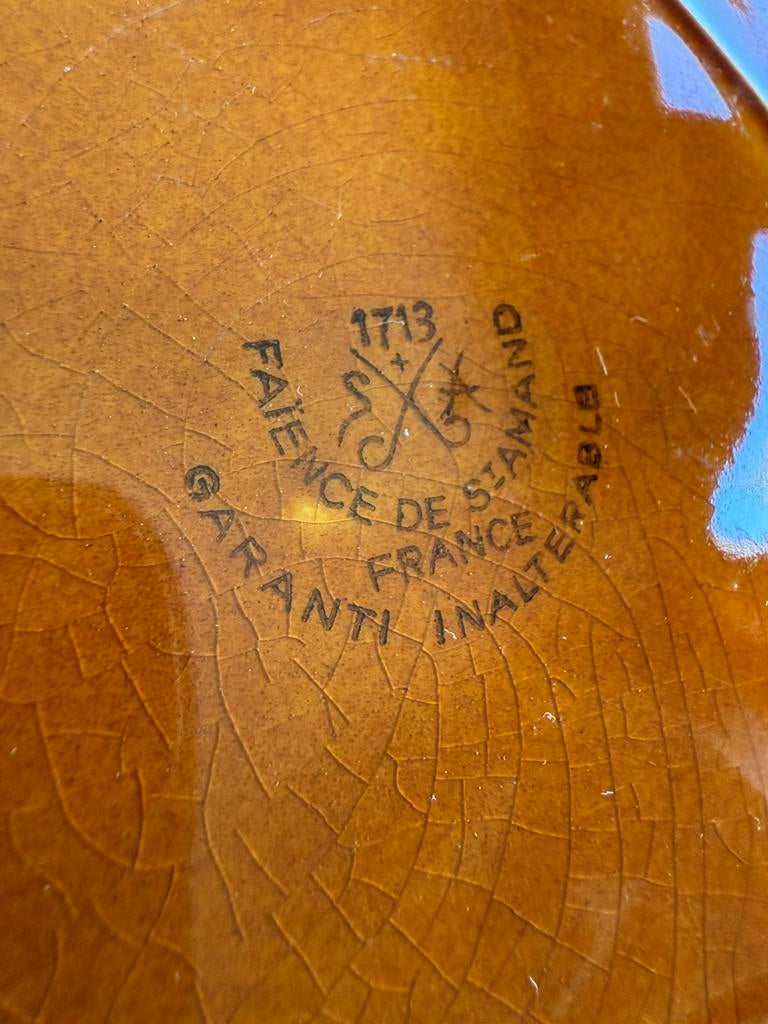 1713
FAÏENCE DE ST AMAND
FRANCE
GARANTI INALTERABLE